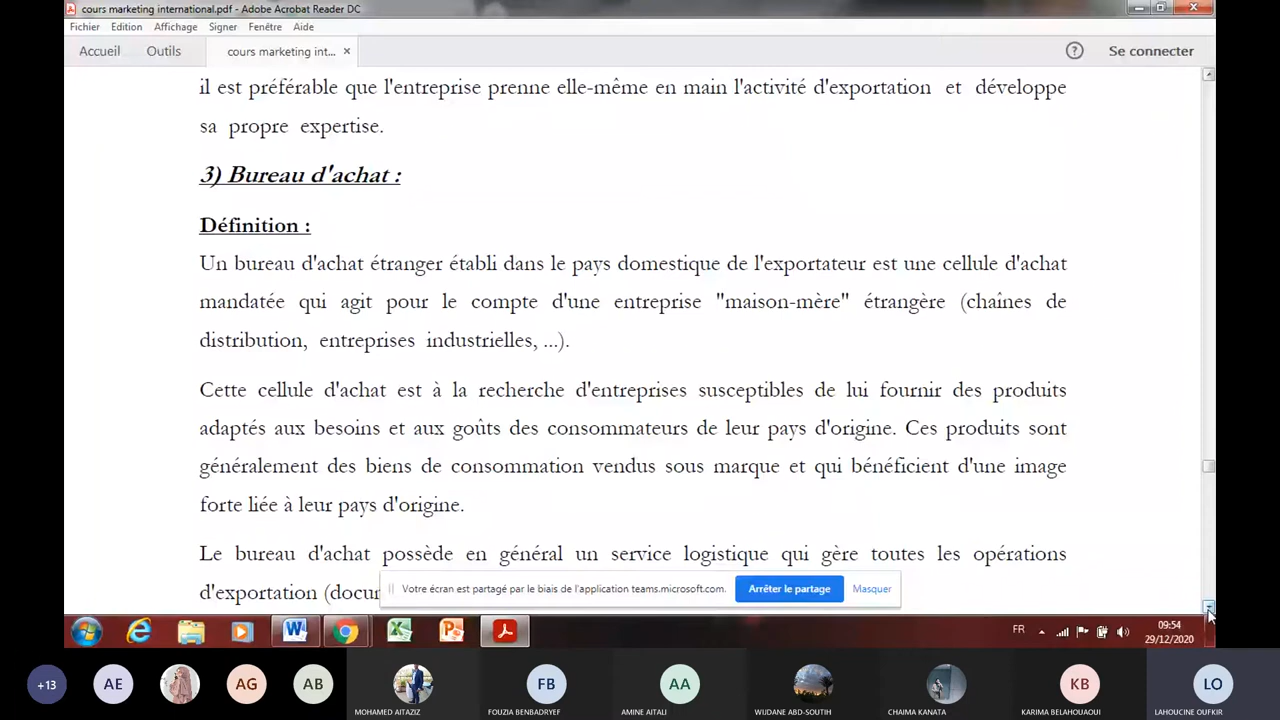 cours marketing international.pdf - Adobe Acrobat Reader DC
Fichier Edition Affichage Signer Fenêtre Aide
Accueil Outils cours marketing int... × ? Se connecter
il est préférable que l'entreprise prenne elle-même en main l'activité d'exportation et développe
sa propre expertise.
3) Bureau d'achat :
Définition :
Un bureau d'achat étranger établi dans le pays domestique de l'exportateur est une cellule d'achat
mandatée qui agit pour le compte d'une entreprise "maison-mère" étrangère (chaînes de
distribution, entreprises industrielles, ...).
Cette cellule d'achat est à la recherche d'entreprises susceptibles de lui fournir des produits
adaptés aux besoins et aux goûts des consommateurs de leur pays d'origine. Ces produits sont
généralement des biens de consommation vendus sous marque et qui bénéficient d'une image
forte liée à leur pays d'origine.
Le bureau d'achat possède en général un service logistique qui gère toutes les opérations
d'exportation (docu
Votre écran est partagé par le biais de l'application teams.microsoft.com. Arrêter le partage Masquer
FR 09:54
29/12/2020
+13 AE AG AB FB AA KB LO
MOHAMED AITAZIZ FOUZIA BENBADRYEF AMINE AITALI WIJDANE ABD-SOUTIH CHAIMA KANATA KARIMA BELAHOUAOUI LAHOUCINE OUFKIR